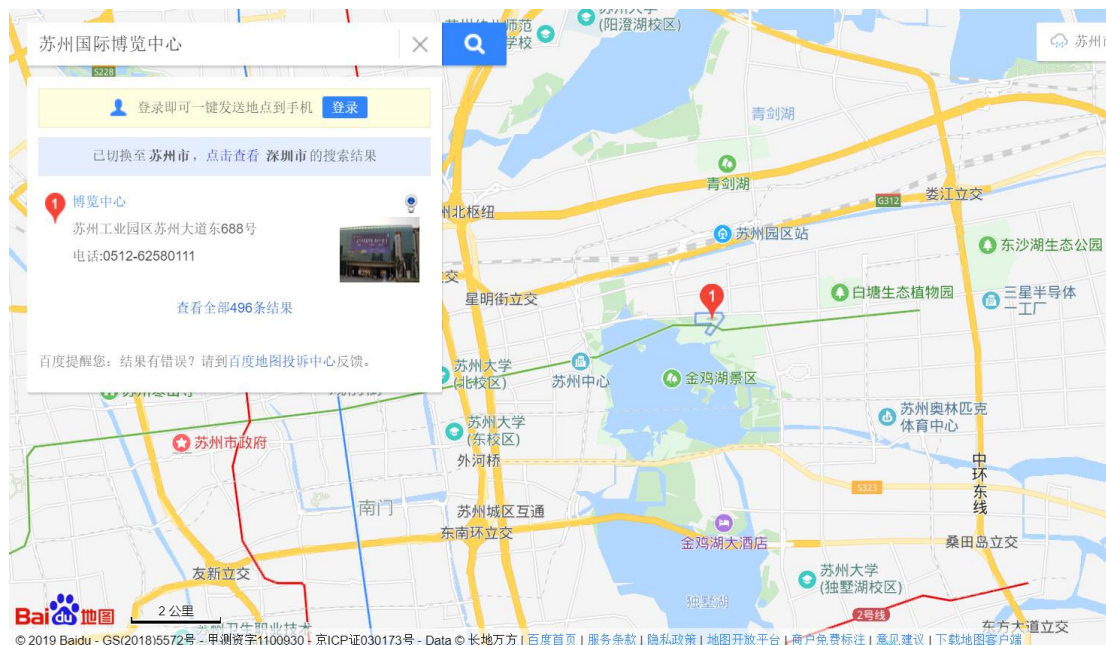 苏州国际博览中心
S228
登录即可一键发送地点到手机 登录
已切换至 苏州市，点击查看 深圳市的搜索结果
1
博览中心
苏州工业园区苏州大道东688号
电话:0512-62580111
查看全部496条结果
百度提醒您：结果有错误？请到百度地图投诉中心反馈。
(阳澄湖校区)
学校
苏州市
青剑湖
青剑湖
娄江立交
G312
州北枢纽
苏州园区站
东沙湖生态公园
交
星明街立交
1
白塘生态植物园
三星半导体
一工厂
苏州大学
(北校区)
苏州中心
金鸡湖景区
苏州大学
(东校区)
苏州奥林匹克
体育中心
苏州市政府
外河桥
中环东线
S323
南门
苏州城区互通
东南环立交
金鸡湖大酒店
桑田岛立交
友新立交
苏州大学
(独墅湖校区)
独墅湖
2号线
东方大道立交
Bai du 地图
2 公里
© 2019 Baidu - GS(2018)5572号 - 甲测资字1100930 - 京ICP证030173号 - Data © 长地万方 | 百度首页 | 服务条款 | 隐私政策 | 地图开放平台 | 商户免费标注 | 意见建议 | 下载地图客户端